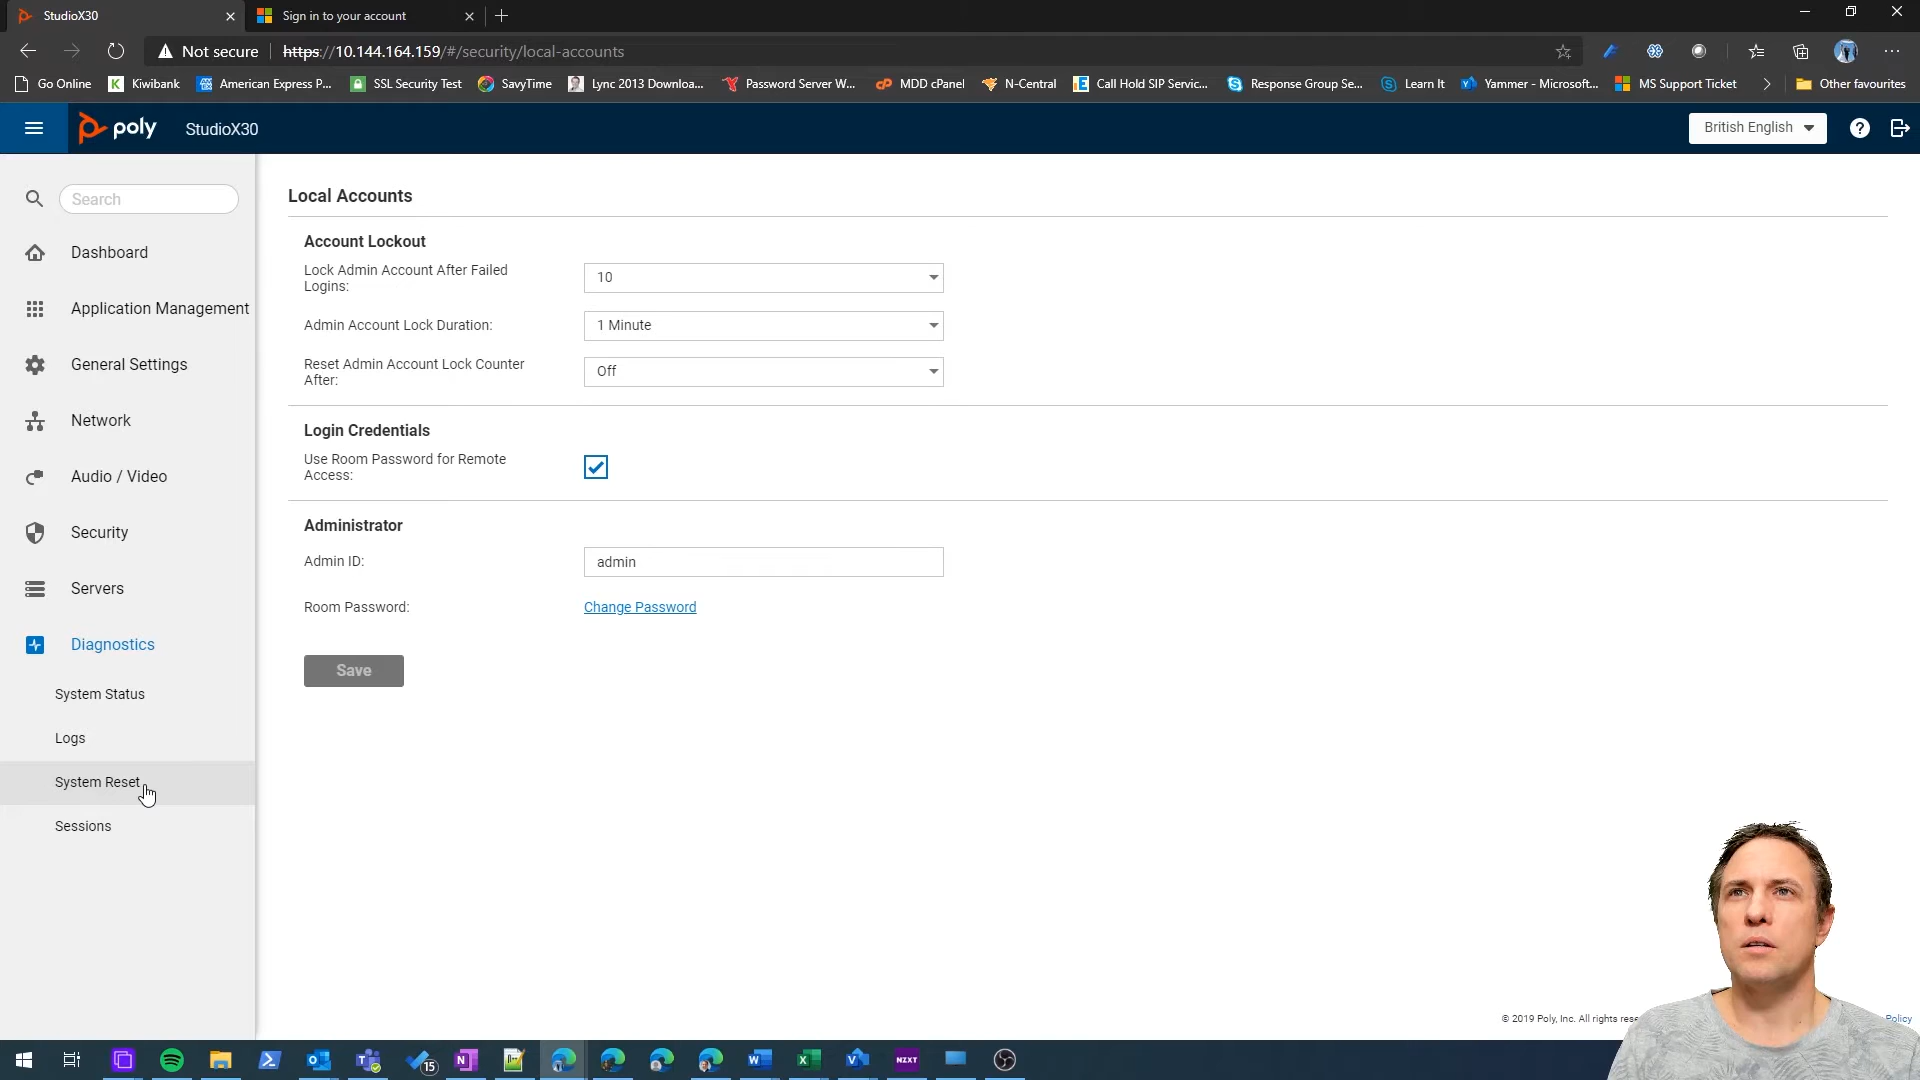 StudioX30
Sign in to your account
Not secure
https://10.144.164.159/#/security/local-accounts
Go Online
Kiwibank
American Express P...
SSL Security Test
SavyTime
Lync 2013 Downloa...
Password Server W...
MDD cPanel
N-Central
Call Hold SIP Servic...
Response Group Se...
Learn It
Yammer - Microsoft...
MS Support Ticket
Other favourites
poly
StudioX30
British English
Search
Dashboard
Application Management
General Settings
Network
Audio / Video
Security
Servers
Diagnostics
System Status
Logs
System Reset
Sessions
Local Accounts
Account Lockout
Lock Admin Account After Failed
Logins:
10
Admin Account Lock Duration:
1 Minute
Reset Admin Account Lock Counter
After:
Off
Login Credentials
Use Room Password for Remote
Access:
Administrator
Admin ID:
admin
Room Password:
Change Password
Save
© 2019 Poly, Inc. All rights rese
Policy
15
NZXT